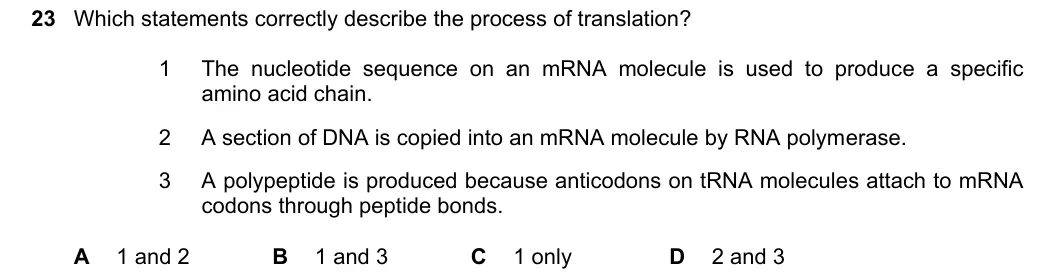 23 Which statements correctly describe the process of translation?
1 The nucleotide sequence on an mRNA molecule is used to produce a specific
amino acid chain.
2 A section of DNA is copied into an mRNA molecule by RNA polymerase.
3 A polypeptide is produced because anticodons on tRNA molecules attach to mRNA
codons through peptide bonds.
A 1 and 2 B 1 and 3 C 1 only D 2 and 3